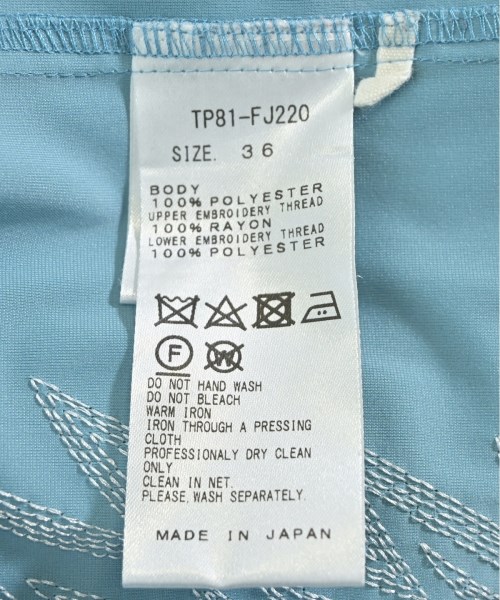 TP81-FJ220
SIZE. 36
BODY
100% POLYESTER
UPPER EMBROIDERY THREAD
100% RAYON
LOWER EMBROIDERY THREAD
100% POLYESTER
F W
DO NOT HAND WASH
DO NOT BLEACH
WARM IRON
IRON THROUGH A PRESSING
CLOTH
PROFESSIONALY DRY CLEAN
ONLY
CLEAN IN NET.
PLEASE WASH SEPARATELY.
MADE IN JAPAN